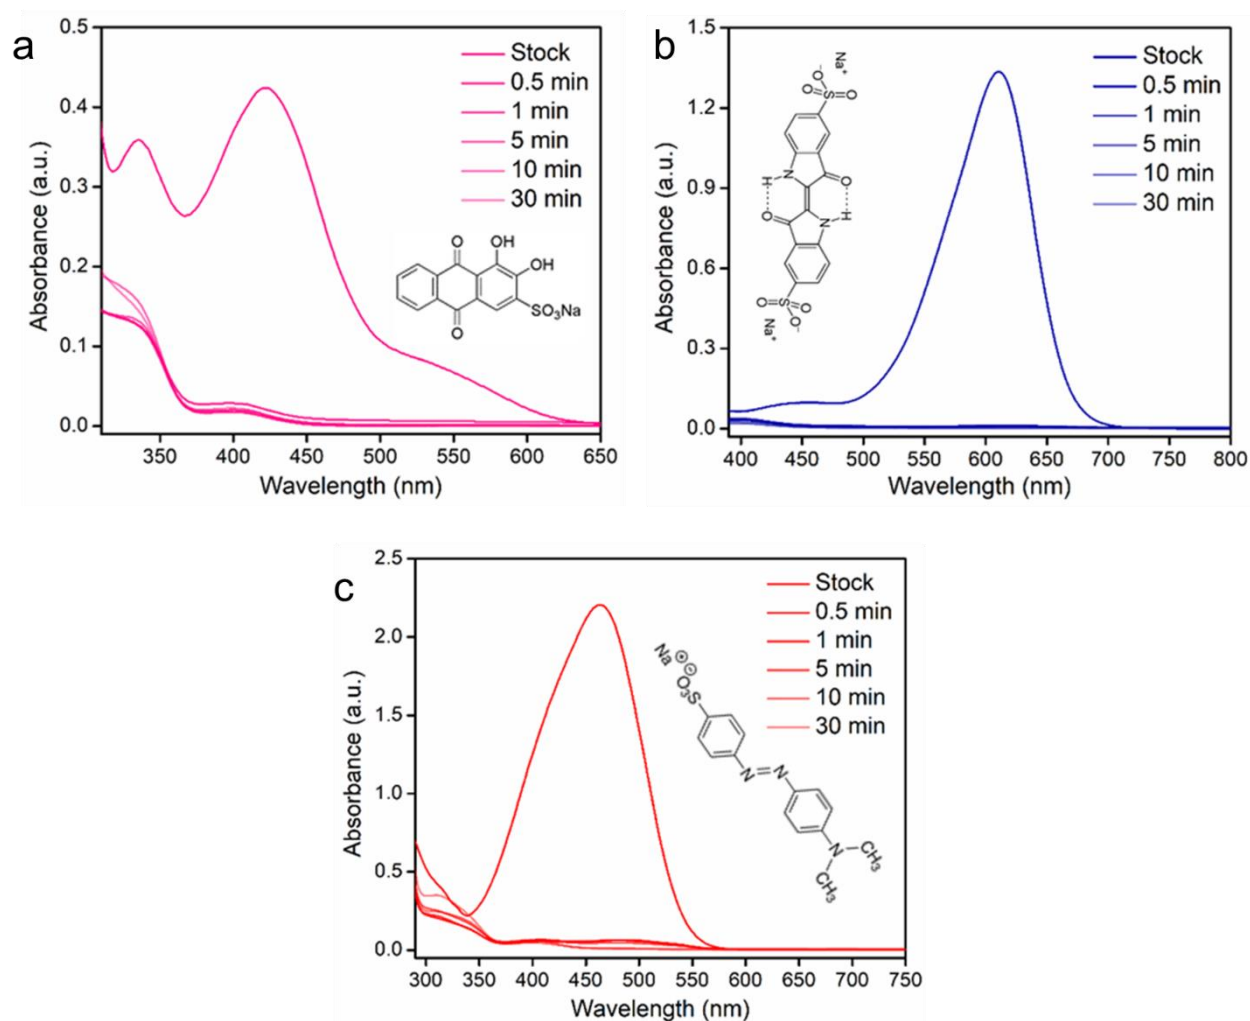 a
0.5
0.4
0.3
0.2
0.1
0.0
Absorbance (a.u.)
350 400 450 500 550 600 650
Wavelength (nm)
Stock
0.5 min
1 min
5 min
10 min
30 min
O OH
OH
SO₃Na
O
b
1.5
1.2
0.9
0.6
0.3
0.0
Absorbance (a.u.)
400 450 500 550 600 650 700 750 800
Wavelength (nm)
Stock
0.5 min
1 min
5 min
10 min
30 min
Na⁺
O⁻
O=S=O
H N O
O N H
O=S=O
O⁻
Na⁺
c
2.5
2.0
1.5
1.0
0.5
0.0
Absorbance (a.u.)
300 350 400 450 500 550 600 650 700 750
Wavelength (nm)
Stock
0.5 min
1 min
5 min
10 min
30 min
Na ⊕ ⊖ O₃S
N=N
N CH₃
CH₃